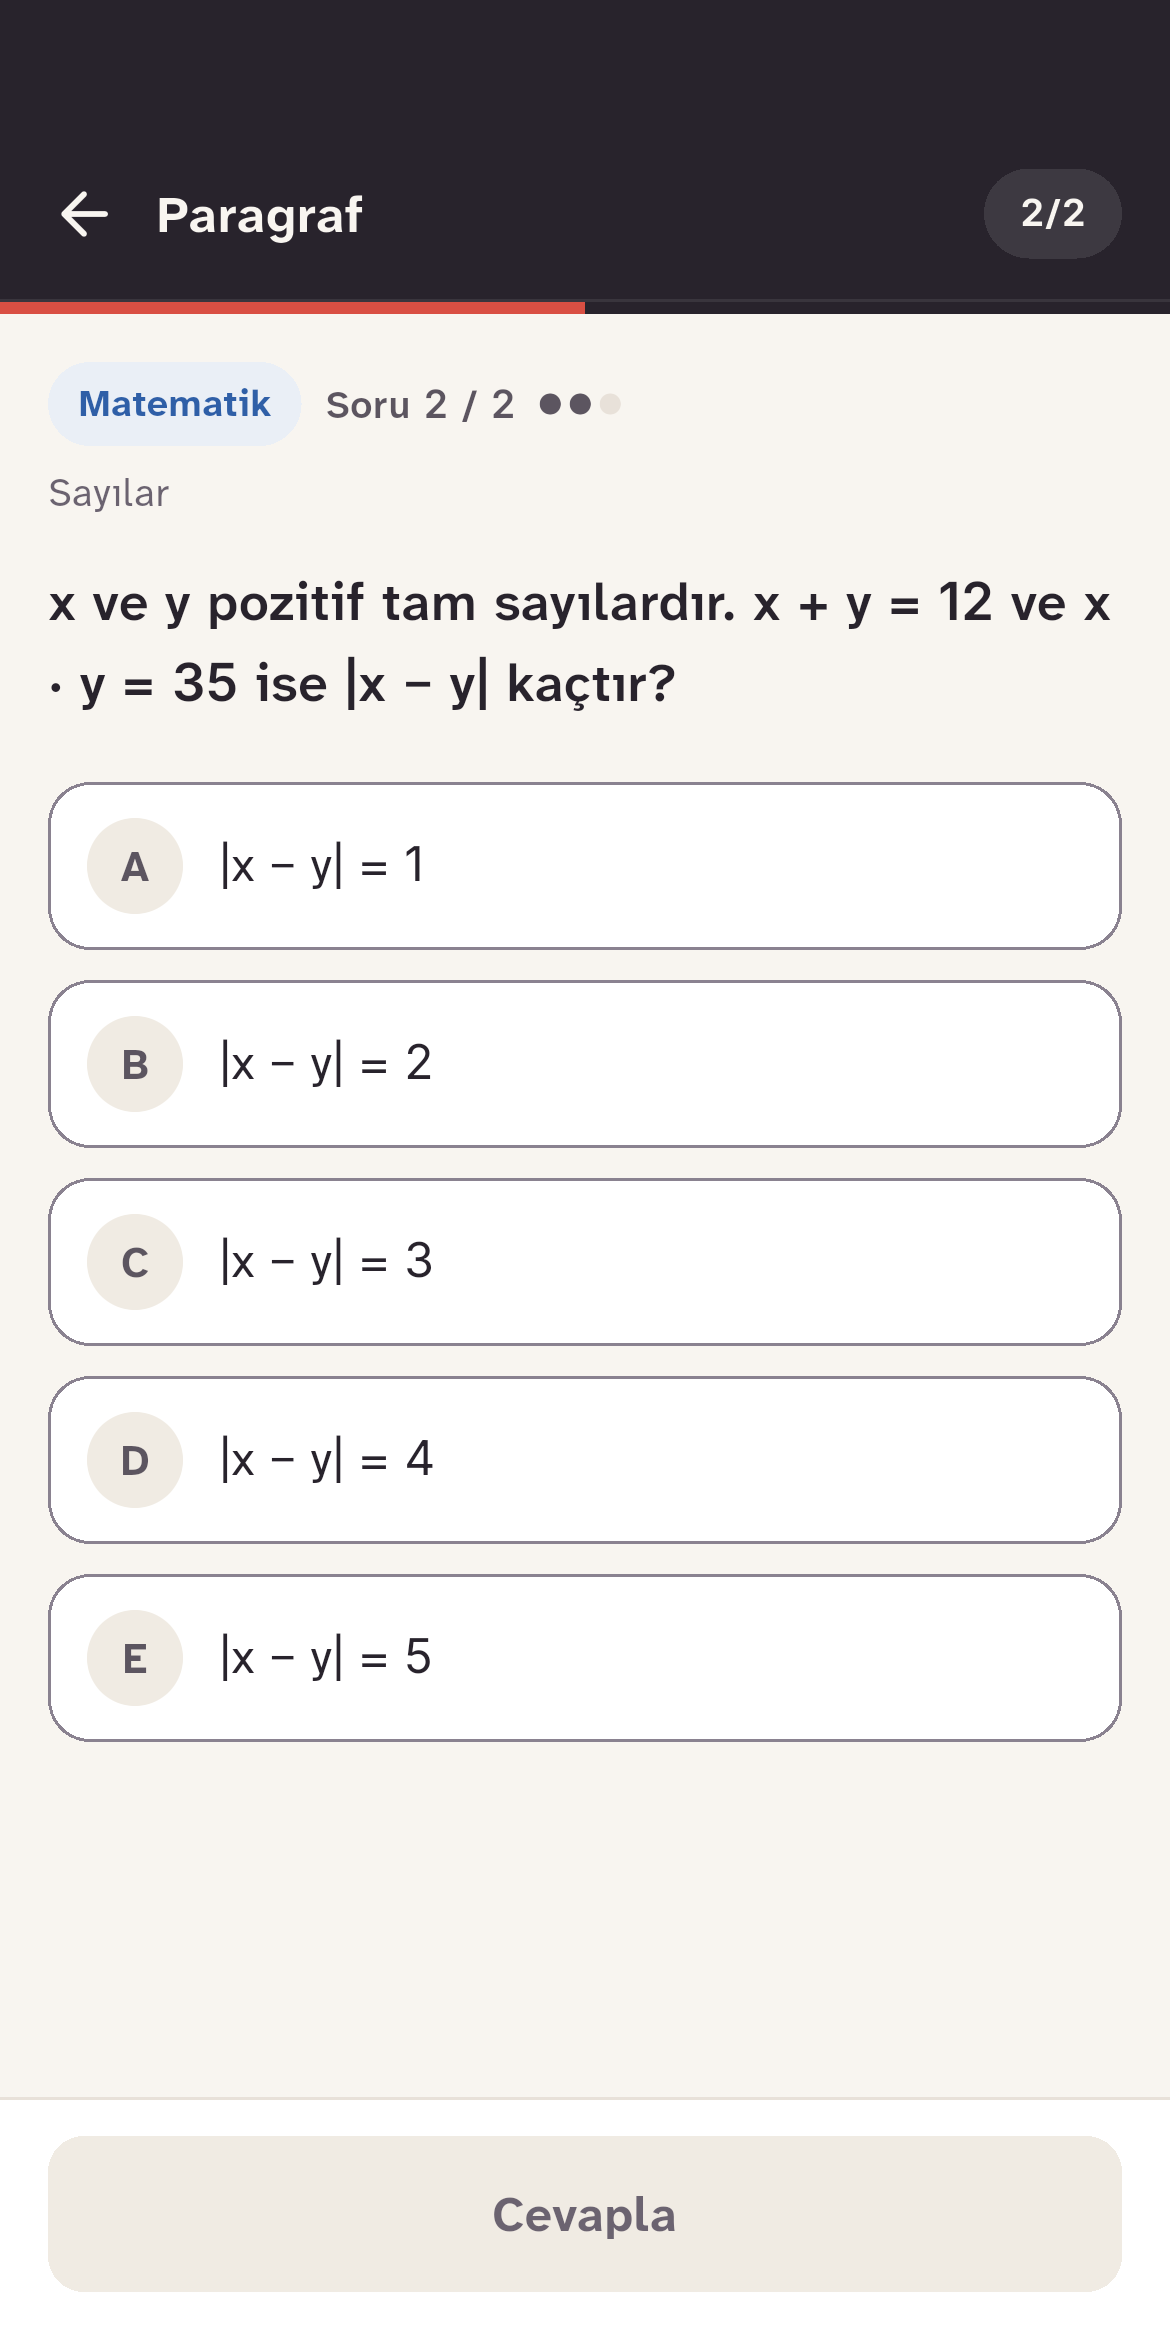 Paragraf
2/2
Matematik
Soru 2 / 2
Sayılar
x ve y pozitif tam sayılardır. x + y = 12 ve x
· y = 35 ise |x − y| kaçtır?
A |x − y| = 1
B |x − y| = 2
C |x − y| = 3
D |x − y| = 4
E |x − y| = 5
Cevapla